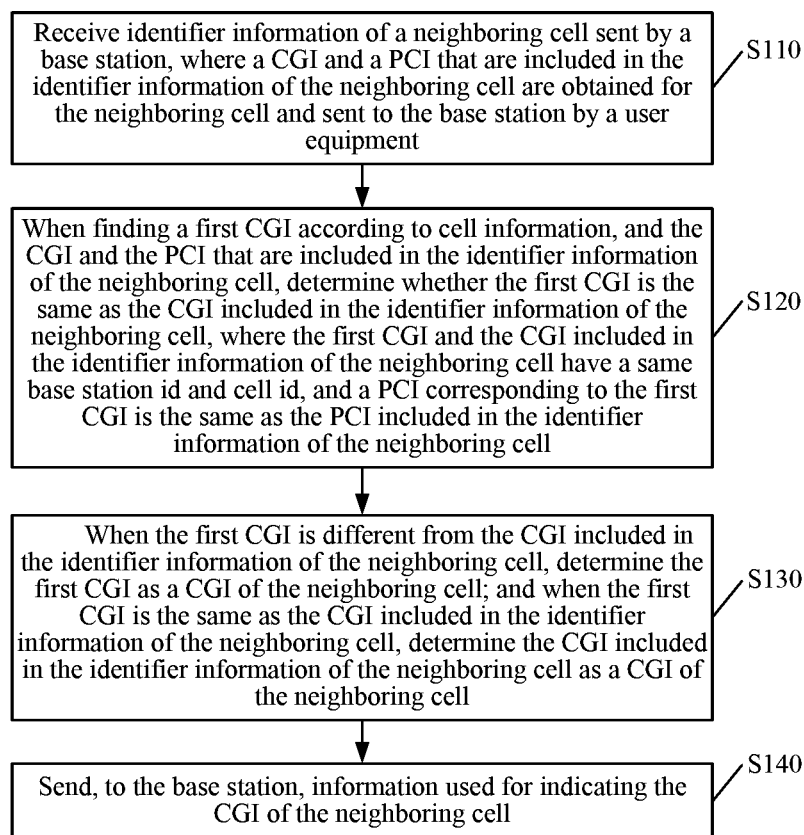 Receive identifier information of a neighboring cell sent by a
base station, where a CGI and a PCI that are included in the
identifier information of the neighboring cell are obtained for
the neighboring cell and sent to the base station by a user
equipment
S110
When finding a first CGI according to cell information, and the
CGI and the PCI that are included in the identifier information
of the neighboring cell, determine whether the first CGI is the
same as the CGI included in the identifier information of the
neighboring cell, where the first CGI and the CGI included in
the identifier information of the neighboring cell have a same
base station id and cell id, and a PCI corresponding to the first
CGI is the same as the PCI included in the identifier
information of the neighboring cell
S120
When the first CGI is different from the CGI included in
the identifier information of the neighboring cell, determine the
first CGI as a CGI of the neighboring cell; and when the first
CGI is the same as the CGI included in the identifier
information of the neighboring cell, determine the CGI included
in the identifier information of the neighboring cell as a CGI of
the neighboring cell
S130
Send, to the base station, information used for indicating the
CGI of the neighboring cell
S140